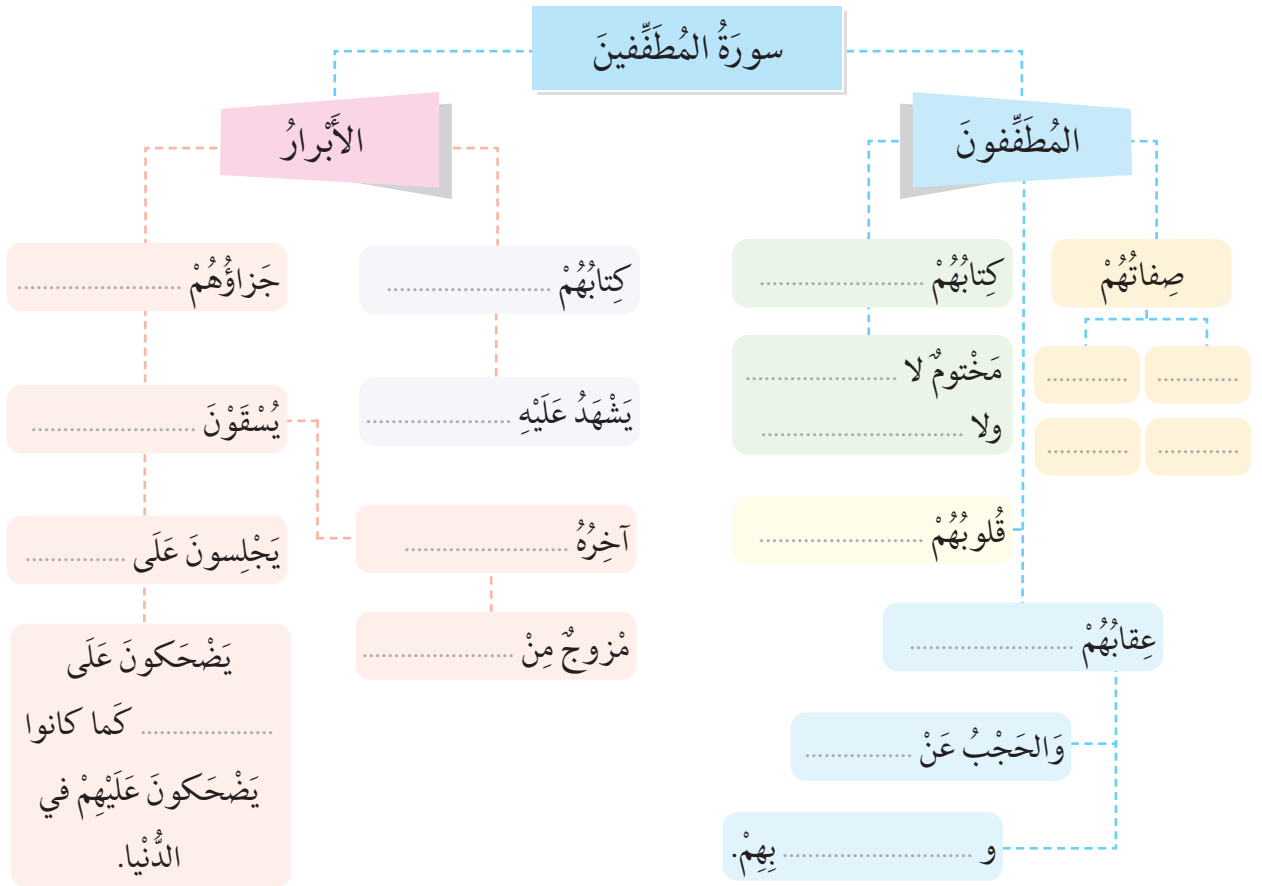 سورَةُ المُطَفِّفينَ
المُطَفِّفونَ
الأَبْرارُ
صِفاتُهُمْ
.............
.............
.............
.............
كِتابُهُمْ ..........................
مَخْتومٌ لا ........................
ولا ................................
قُلوبُهُمْ ..........................
عِقابُهُمْ ..........................
وَالحَجْبُ عَنْ .................
و .............................. بِهِمْ.
كِتابُهُمْ ..........................
يَشْهَدُ عَلَيْهِ .......................
جَزاؤُهُمْ ..........................
يُسْقَوْنَ ..........................
آخِرُهُ ..........................
مْزوجٌ مِنْ ........................
يَجْلِسونَ عَلَى ................
يَضْحَكونَ عَلَى
..................... كَما كانوا
يَضْحَكونَ عَلَيْهِمْ في
الدُّنْيا.